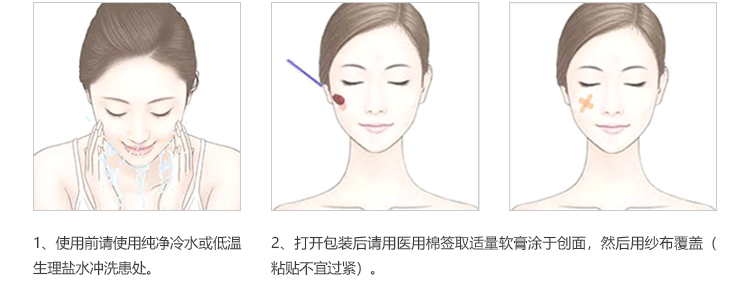 1、使用前请使用纯净冷水或低温
生理盐水冲洗患处。
2、打开包装后请用医用棉签取适量软膏涂于创面，然后用纱布覆盖（
粘贴不宜过紧）。